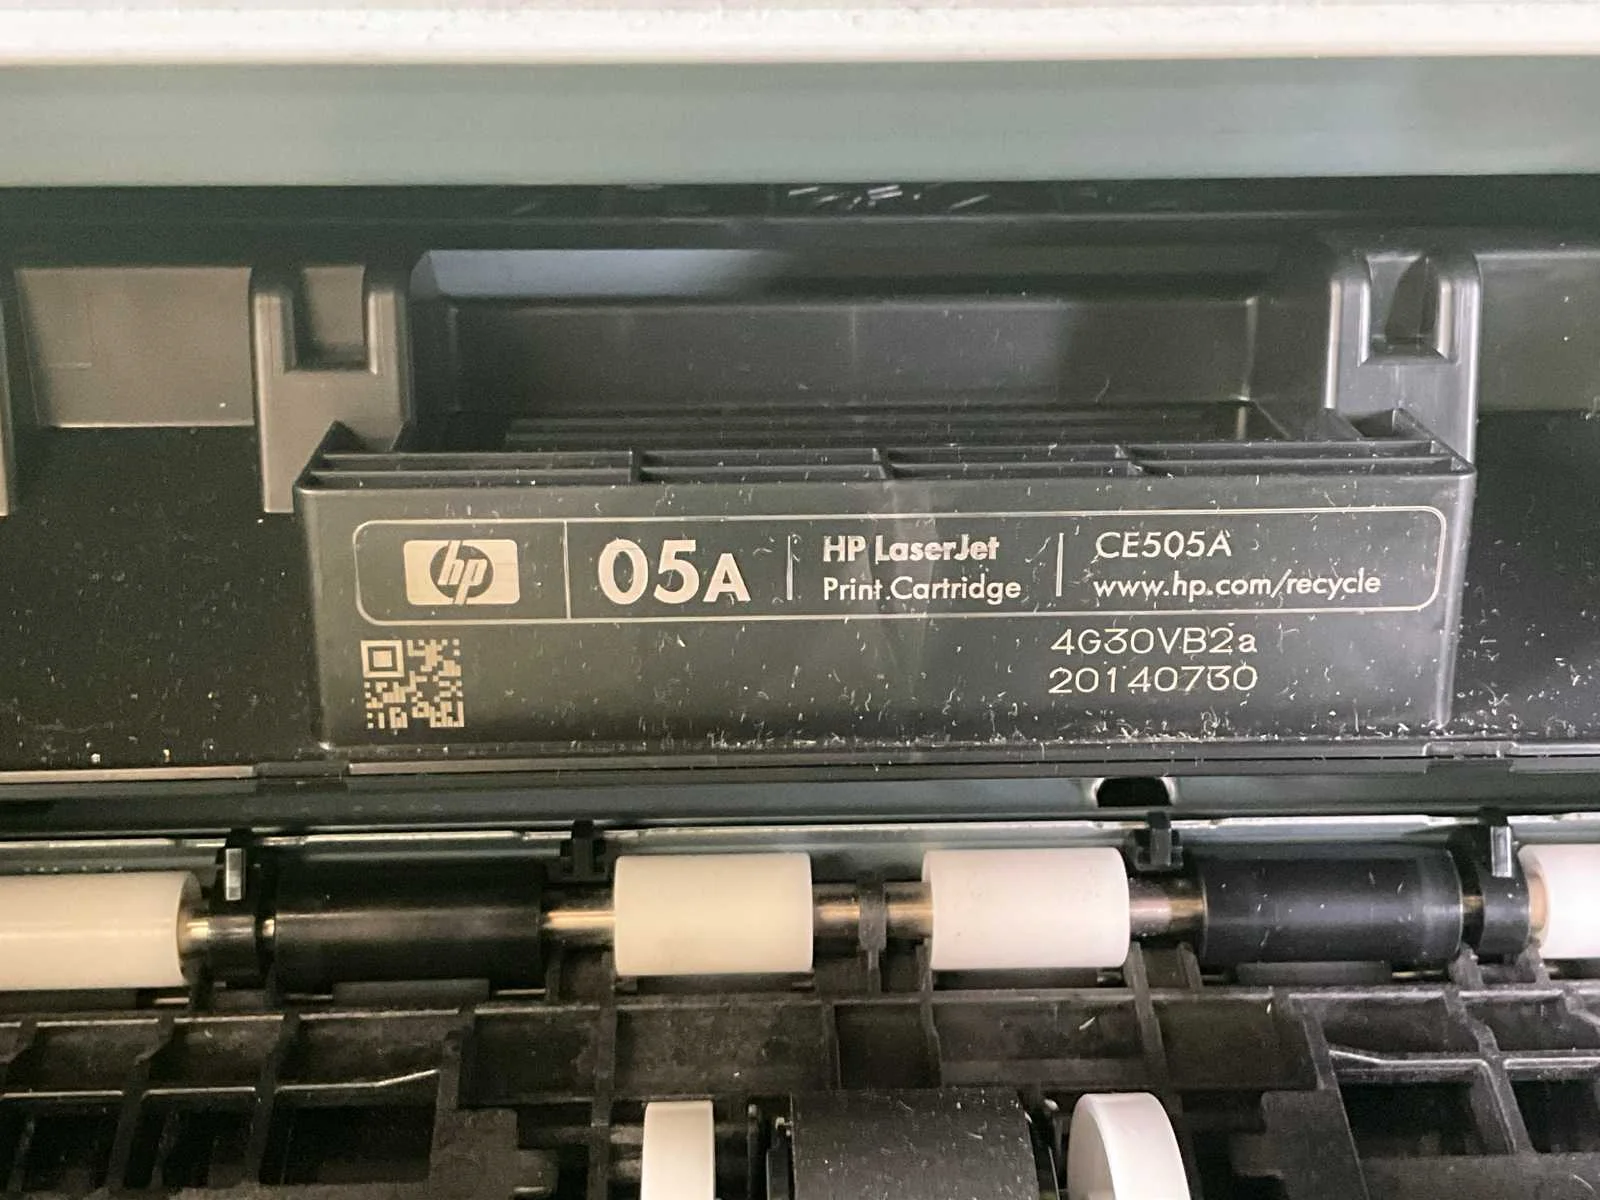 hp
05A
HP LaserJet
Print Cartridge
CE505A
www.hp.com/recycle
4G30VB2a
20140730